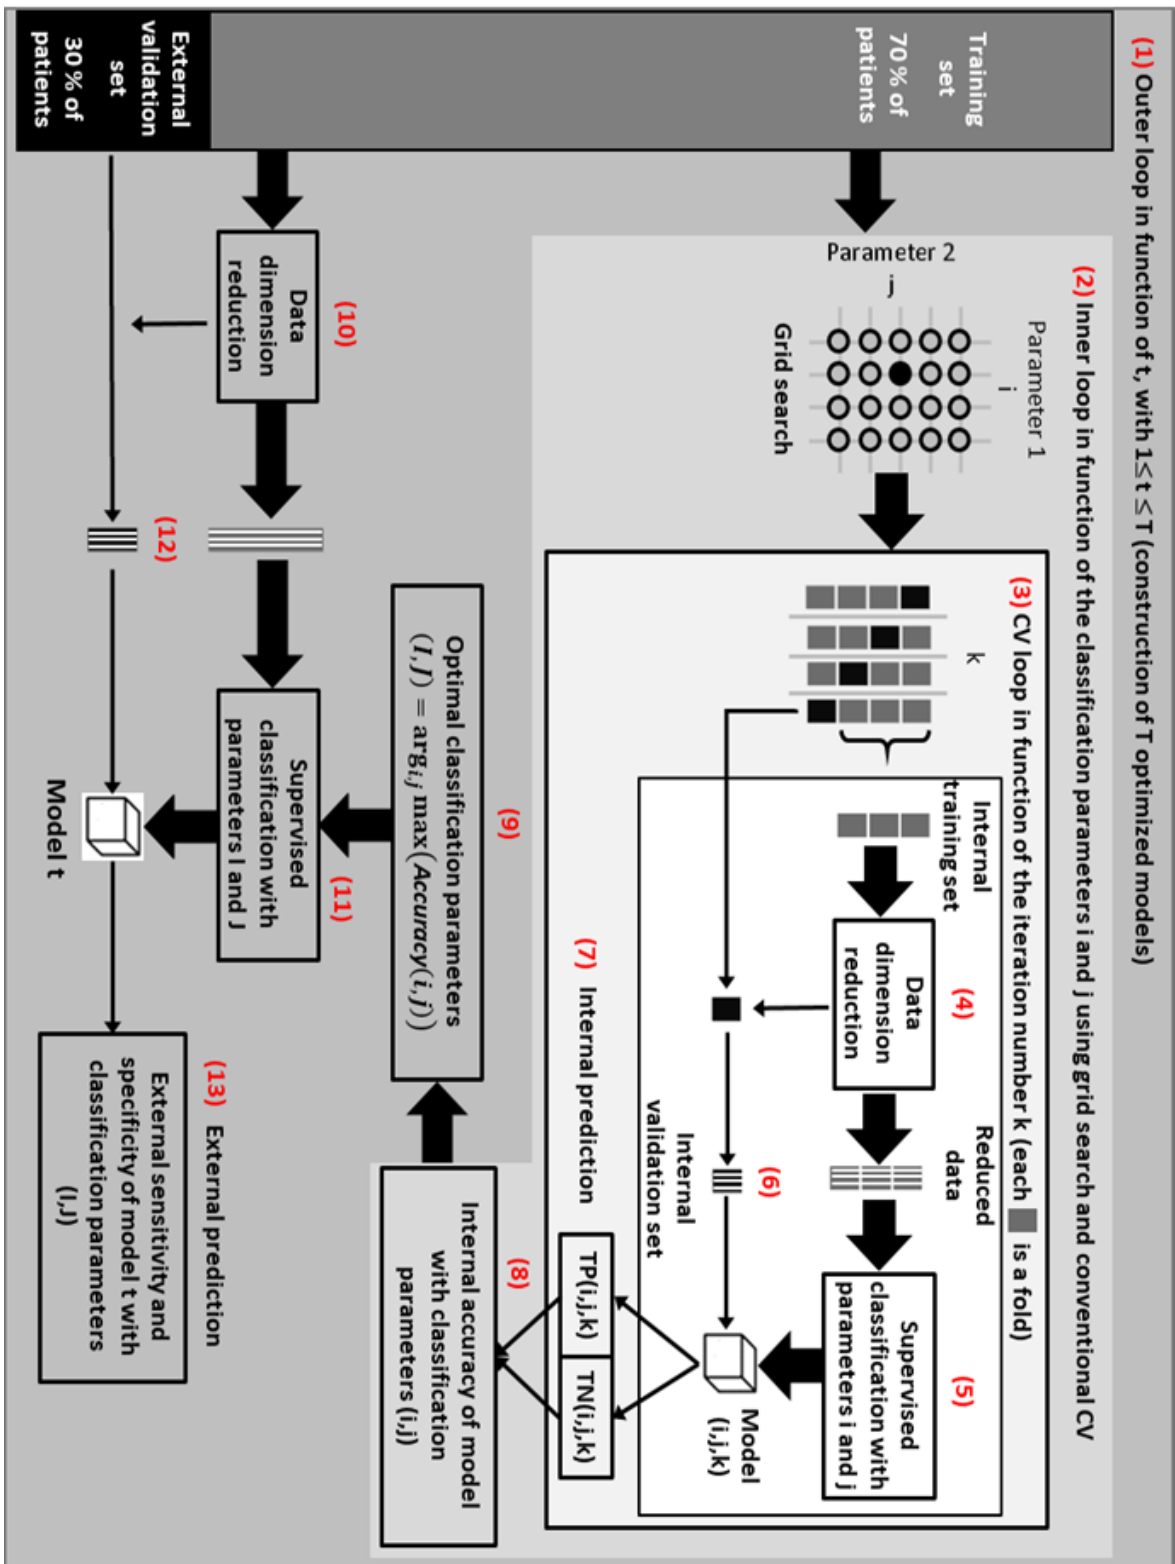 (1) Outer loop in function of t, with 1≤ t ≤ T (construction of T optimized models)
Training
set
70 % of
patients
External
validation
set
30 % of
patients
(2) Inner loop in function of the classification parameters i and j using grid search and conventional CV
Parameter 1
i
Parameter 2
j
Grid search
(3) CV loop in function of the iteration number k (each is a fold)
k
Internal
training set
(4)
Data
dimension
reduction
Reduced
data
(5)
Supervised
classification with
parameters i and j
(6)
Internal
validation set
Model
(i,j,k)
(7) Internal prediction
TP(i,j,k)
TN(i,j,k)
(8)
Internal accuracy of model
with classification
parameters (i,j)
(9)
Optimal classification parameters
(I,J) = arg i,j max(Accuracy(i,j))
(10)
Data
dimension
reduction
(11)
Supervised
classification with
parameters I and J
(12)
Model t
(13) External prediction
External sensitivity and
specificity of model t with
classification parameters
(I,J)